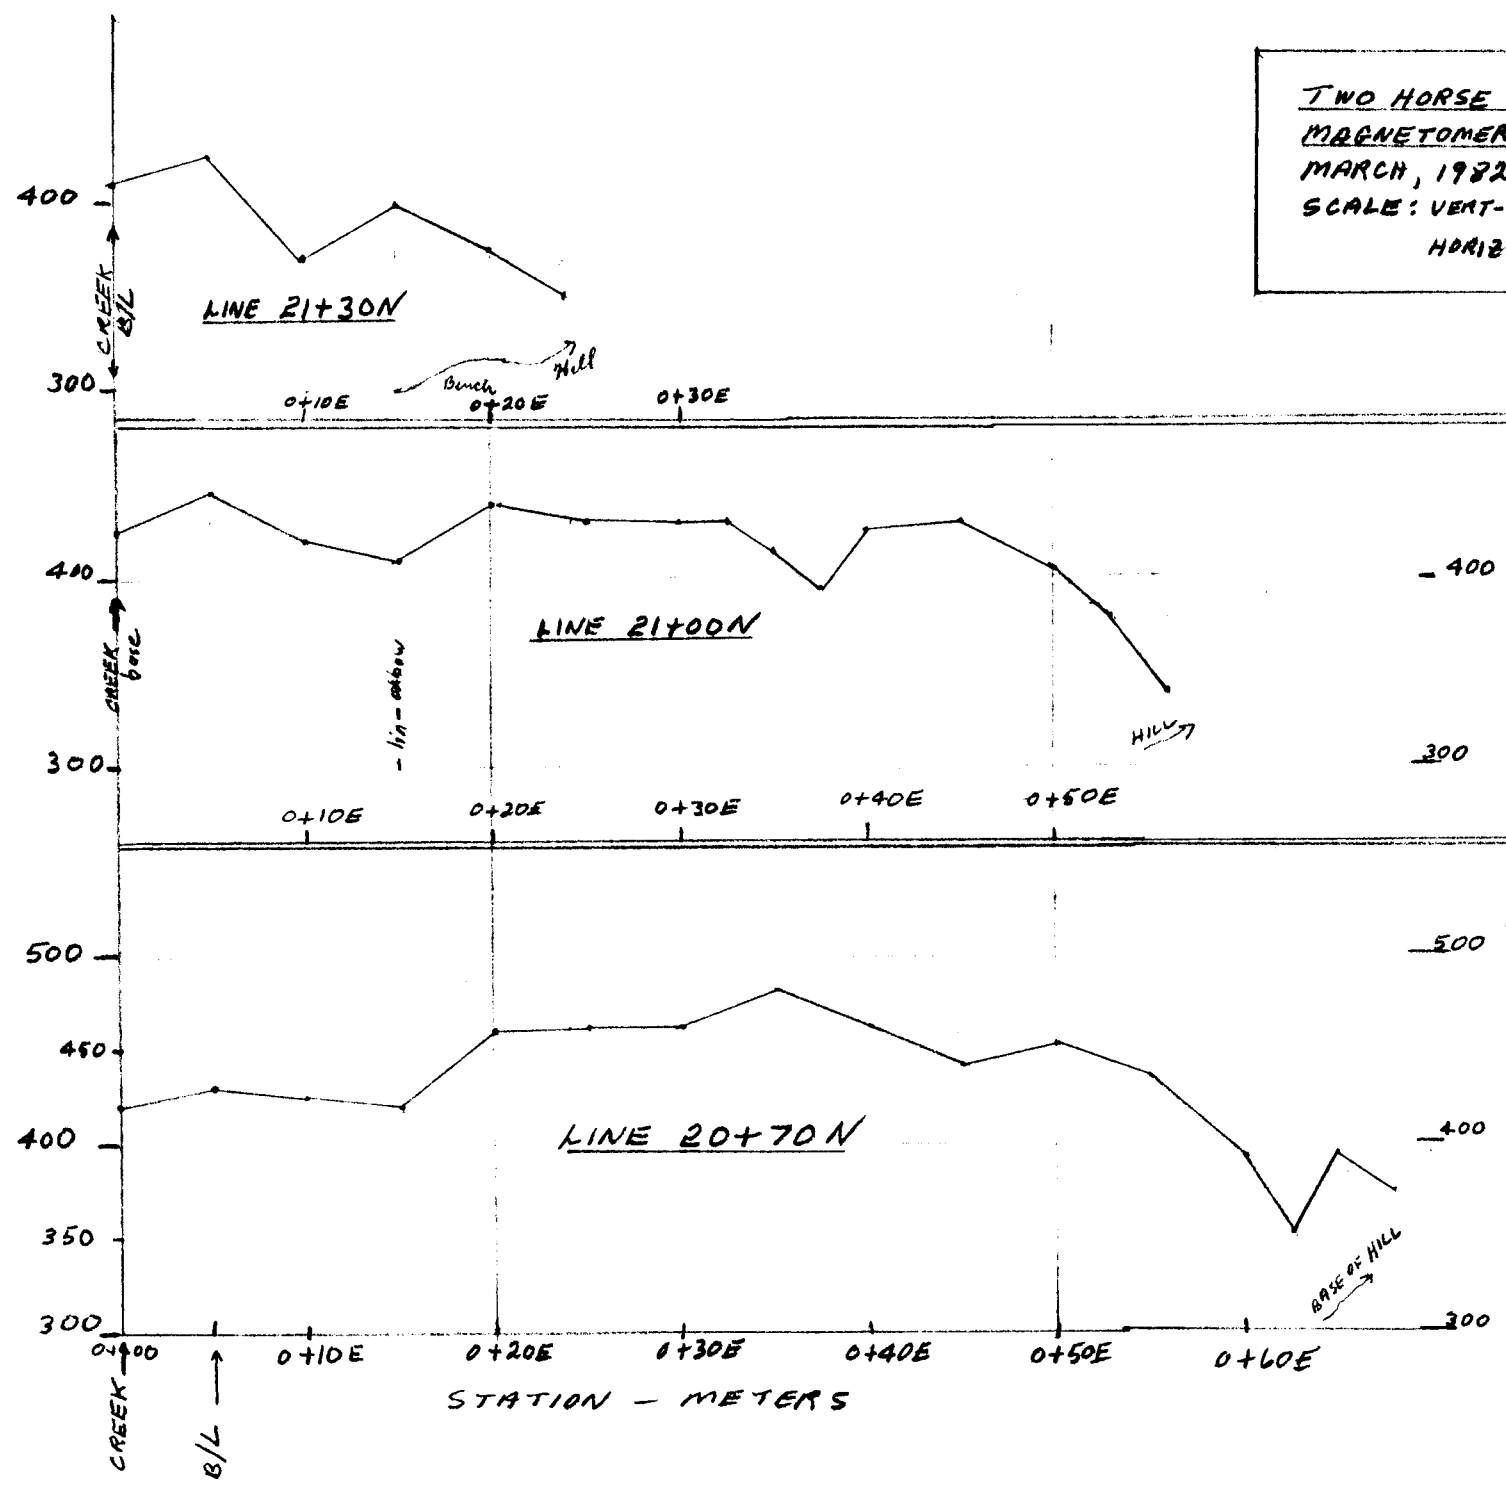 TWO HORSE
MAGNETOMER
MARCH, 1982
SCALE: VERT-
HORIZ
400
CREEK
B/L
LINE 21+30N
Bench
Hill
300
0+10E
0+20E
0+30E
400
400
CREEK
base
LINE 21+00N
HILL
300
300
0+10E
0+20E
0+30E
0+40E
0+50E
500
500
450
400
LINE 20+70N
400
350
BASE OF HILL
300
300
0+00
0+10E
0+20E
0+30E
0+40E
0+50E
0+60E
CREEK
B/L
STATION - METERS